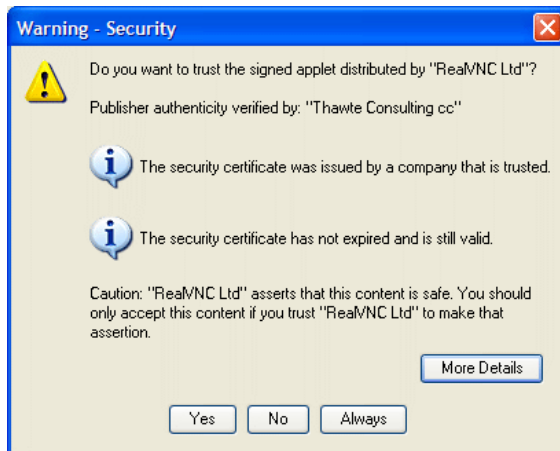 Warning - Security
Do you want to trust the signed applet distributed by "RealVNC Ltd"?
Publisher authenticity verified by: "Thawte Consulting cc"
The security certificate was issued by a company that is trusted.
The security certificate has not expired and is still valid.
Caution: "RealVNC Ltd" asserts that this content is safe. You should
only accept this content if you trust "RealVNC Ltd" to make that
assertion.
More Details
Yes No Always